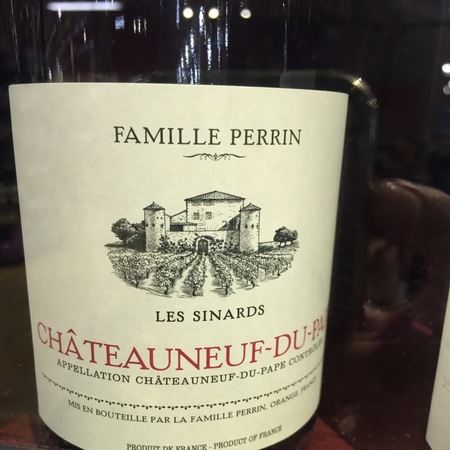 FAMILLE PERRIN
LES SINARDS
CHÂTEAUNEUF-DU-PA
APPELLATION CHÂTEAUNEUF-DU-PAPE CONTRÔLÉE
MIS EN BOUTEILLE PAR LA FAMILLE PERRIN, ORANGE, FRANCE
PRODUIT DE FRANCE - PRODUCT OF FRANCE